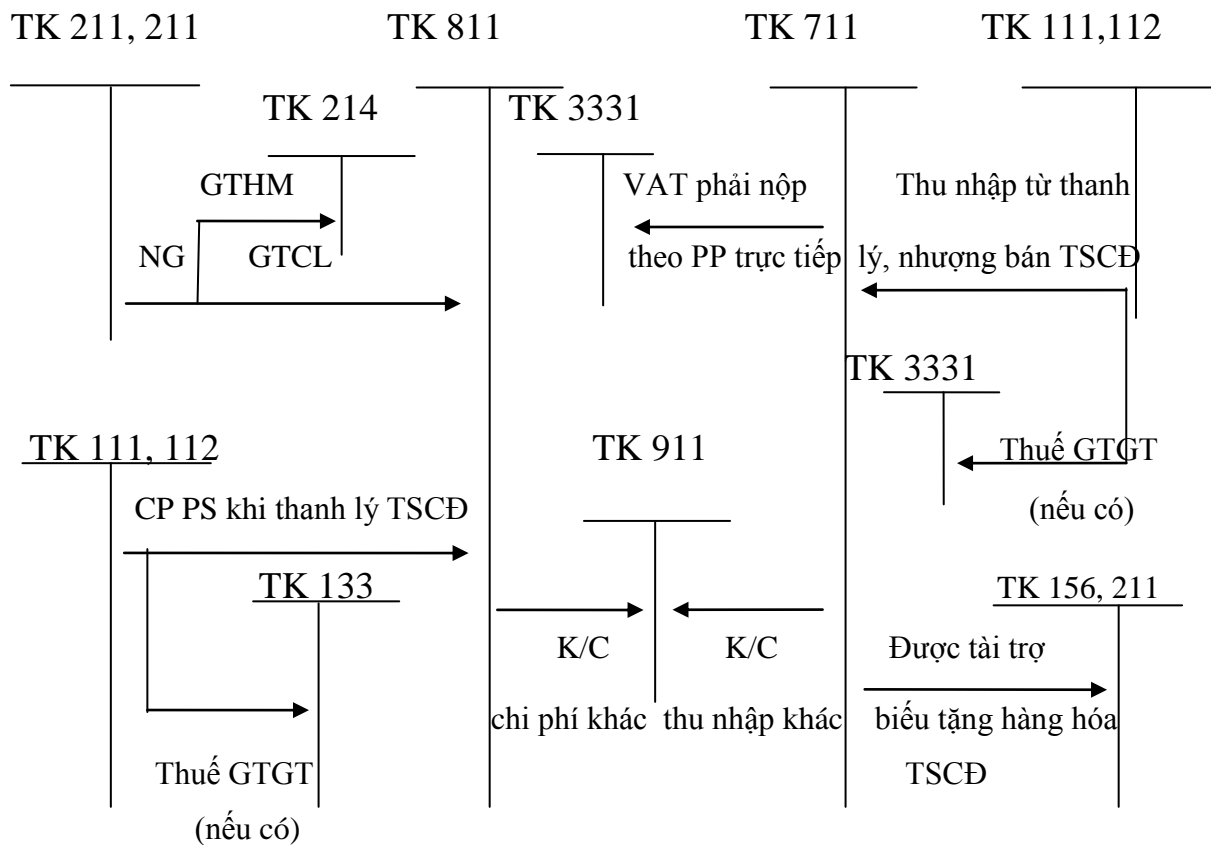 TK 211, 211 TK 811 TK 711 TK 111,112
TK 214 TK 3331
GTHM VAT phải nộp Thu nhập từ thanh
NG GTCL theo PP trực tiếp lý, nhượng bán TSCĐ
TK 3331
TK 111, 112 TK 911 Thuế GTGT
CP PS khi thanh lý TSCĐ (nếu có)
TK 133 TK 156, 211
K/C K/C Được tài trợ
chi phí khác thu nhập khác biếu tặng hàng hóa
Thuế GTGT TSCĐ
(nếu có)